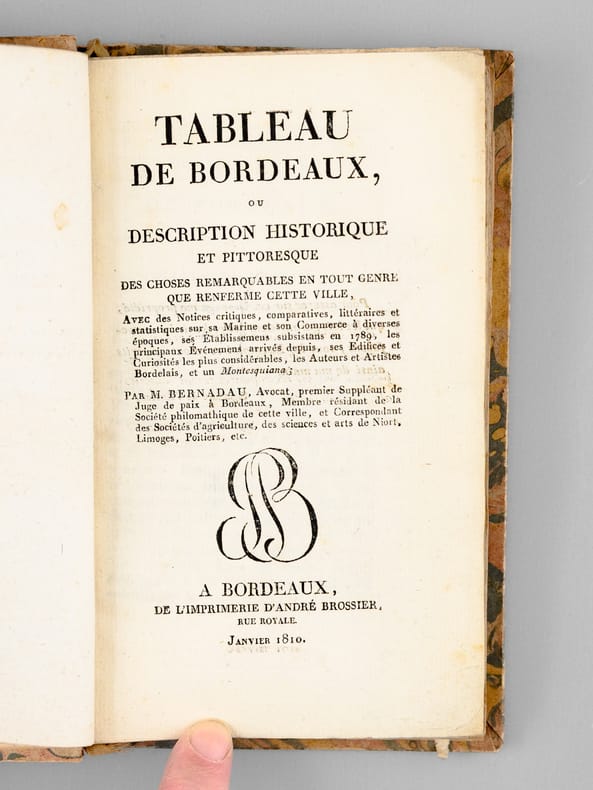 TABLEAU
DE BORDEAUX,
OU
DESCRIPTION HISTORIQUE
ET PITTORESQUE
DES CHOSES REMARQUABLES EN TOUT GENRE
QUE RENFERME CETTE VILLE,
AVEC des Notices critiques, comparatives, littéraires et
statistiques sur sa Marine et son Commerce à diverses
époques, ses Établissemens subsistans en 1789, les
principaux Événemens arrivés depuis, ses Edifices et
Curiosités les plus considérables, les Auteurs et Artistes
Bordelais, et un Montesquiana;
PAR M. BERNADAU, Avocat, premier Suppléant de
Juge de paix à Bordeaux, Membre résidant de la
Société philomathique de cette ville, et Correspondant
des Sociétés d'agriculture, des sciences et arts de Niort,
Limoges, Poitiers, etc.
A BORDEAUX,
DE L'IMPRIMERIE D'ANDRÉ BROSSIER,
RUE ROYALE.
JANVIER 1810.